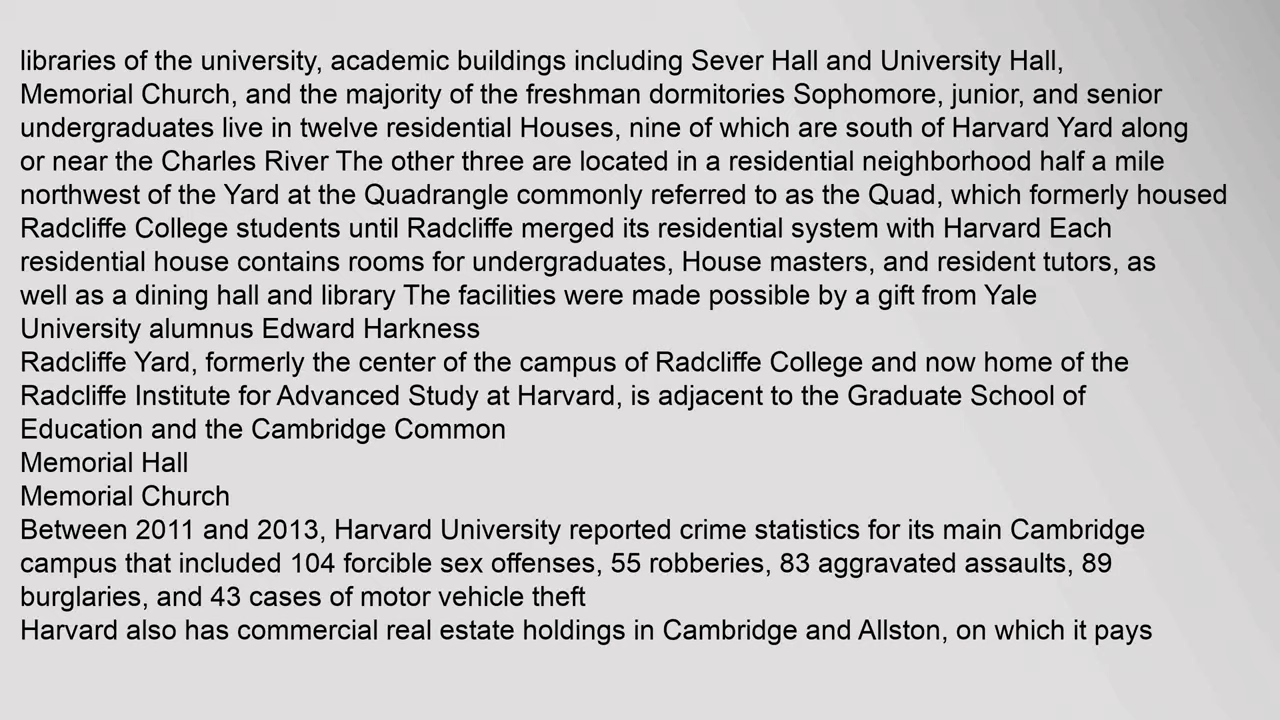 libraries of the university, academic buildings including Sever Hall and University Hall,
Memorial Church, and the majority of the freshman dormitories Sophomore, junior, and senior
undergraduates live in twelve residential Houses, nine of which are south of Harvard Yard along
or near the Charles River The other three are located in a residential neighborhood half a mile
northwest of the Yard at the Quadrangle commonly referred to as the Quad, which formerly housed
Radcliffe College students until Radcliffe merged its residential system with Harvard Each
residential house contains rooms for undergraduates, House masters, and resident tutors, as
well as a dining hall and library The facilities were made possible by a gift from Yale
University alumnus Edward Harkness
Radcliffe Yard, formerly the center of the campus of Radcliffe College and now home of the
Radcliffe Institute for Advanced Study at Harvard, is adjacent to the Graduate School of
Education and the Cambridge Common
Memorial Hall
Memorial Church
Between 2011 and 2013, Harvard University reported crime statistics for its main Cambridge
campus that included 104 forcible sex offenses, 55 robberies, 83 aggravated assaults, 89
burglaries, and 43 cases of motor vehicle theft
Harvard also has commercial real estate holdings in Cambridge and Allston, on which it pays